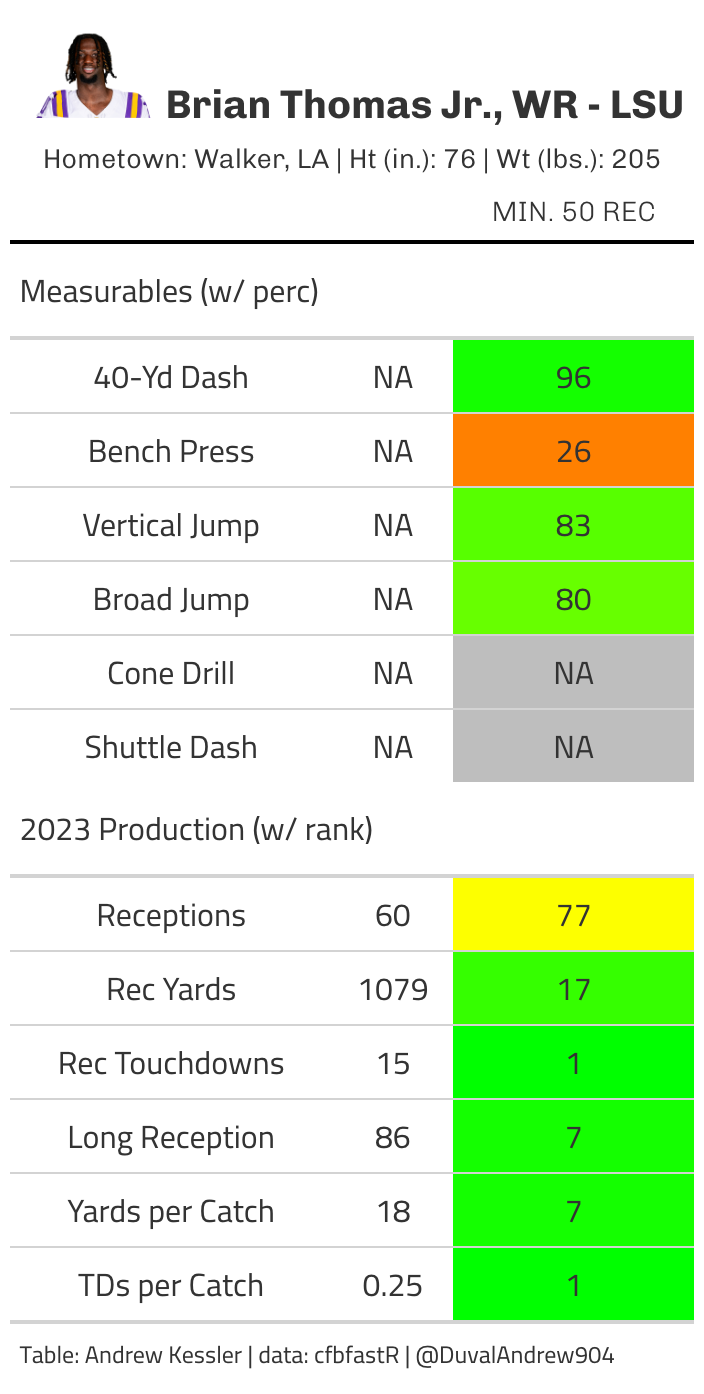 Brian Thomas Jr., WR - LSU
Hometown: Walker, LA | Ht (in.): 76 | Wt (lbs.): 205
MIN. 50 REC
Measurables (w/ perc)
40-Yd Dash NA 96
Bench Press NA 26
Vertical Jump NA 83
Broad Jump NA 80
Cone Drill NA NA
Shuttle Dash NA NA
2023 Production (w/ rank)
Receptions 60 77
Rec Yards 1079 17
Rec Touchdowns 15 1
Long Reception 86 7
Yards per Catch 18 7
TDs per Catch 0.25 1
Table: Andrew Kessler | data: cfbfastR | @DuvalAndrew904